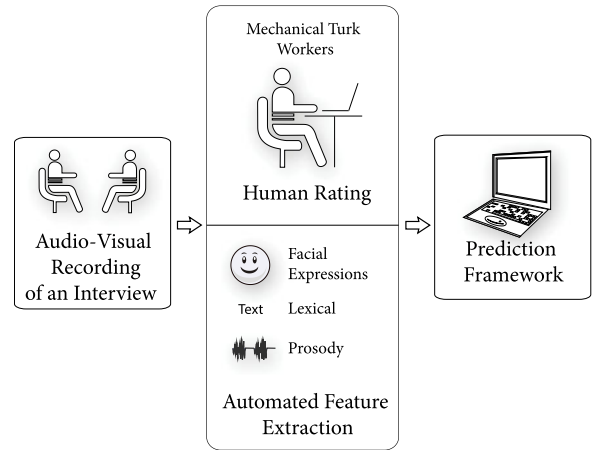 Audio-Visual
Recording
of an Interview
Mechanical Turk
Workers
Human Rating
Facial
Expressions
Text Lexical
Prosody
Automated Feature
Extraction
Prediction
Framework